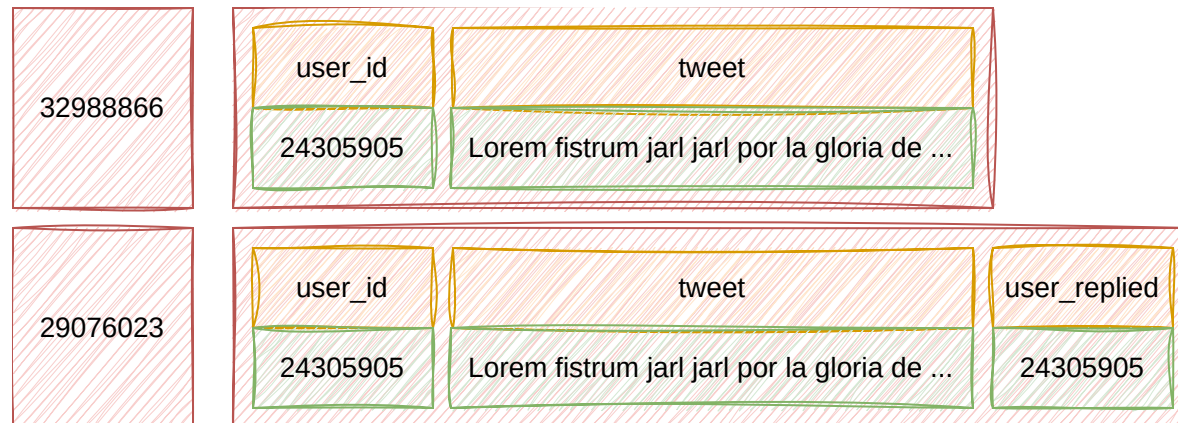 user_id tweet
32988866
24305905 Lorem fistrum jarl jarl por la gloria de ...
user_id tweet user_replied
29076023
24305905 Lorem fistrum jarl jarl por la gloria de ... 24305905